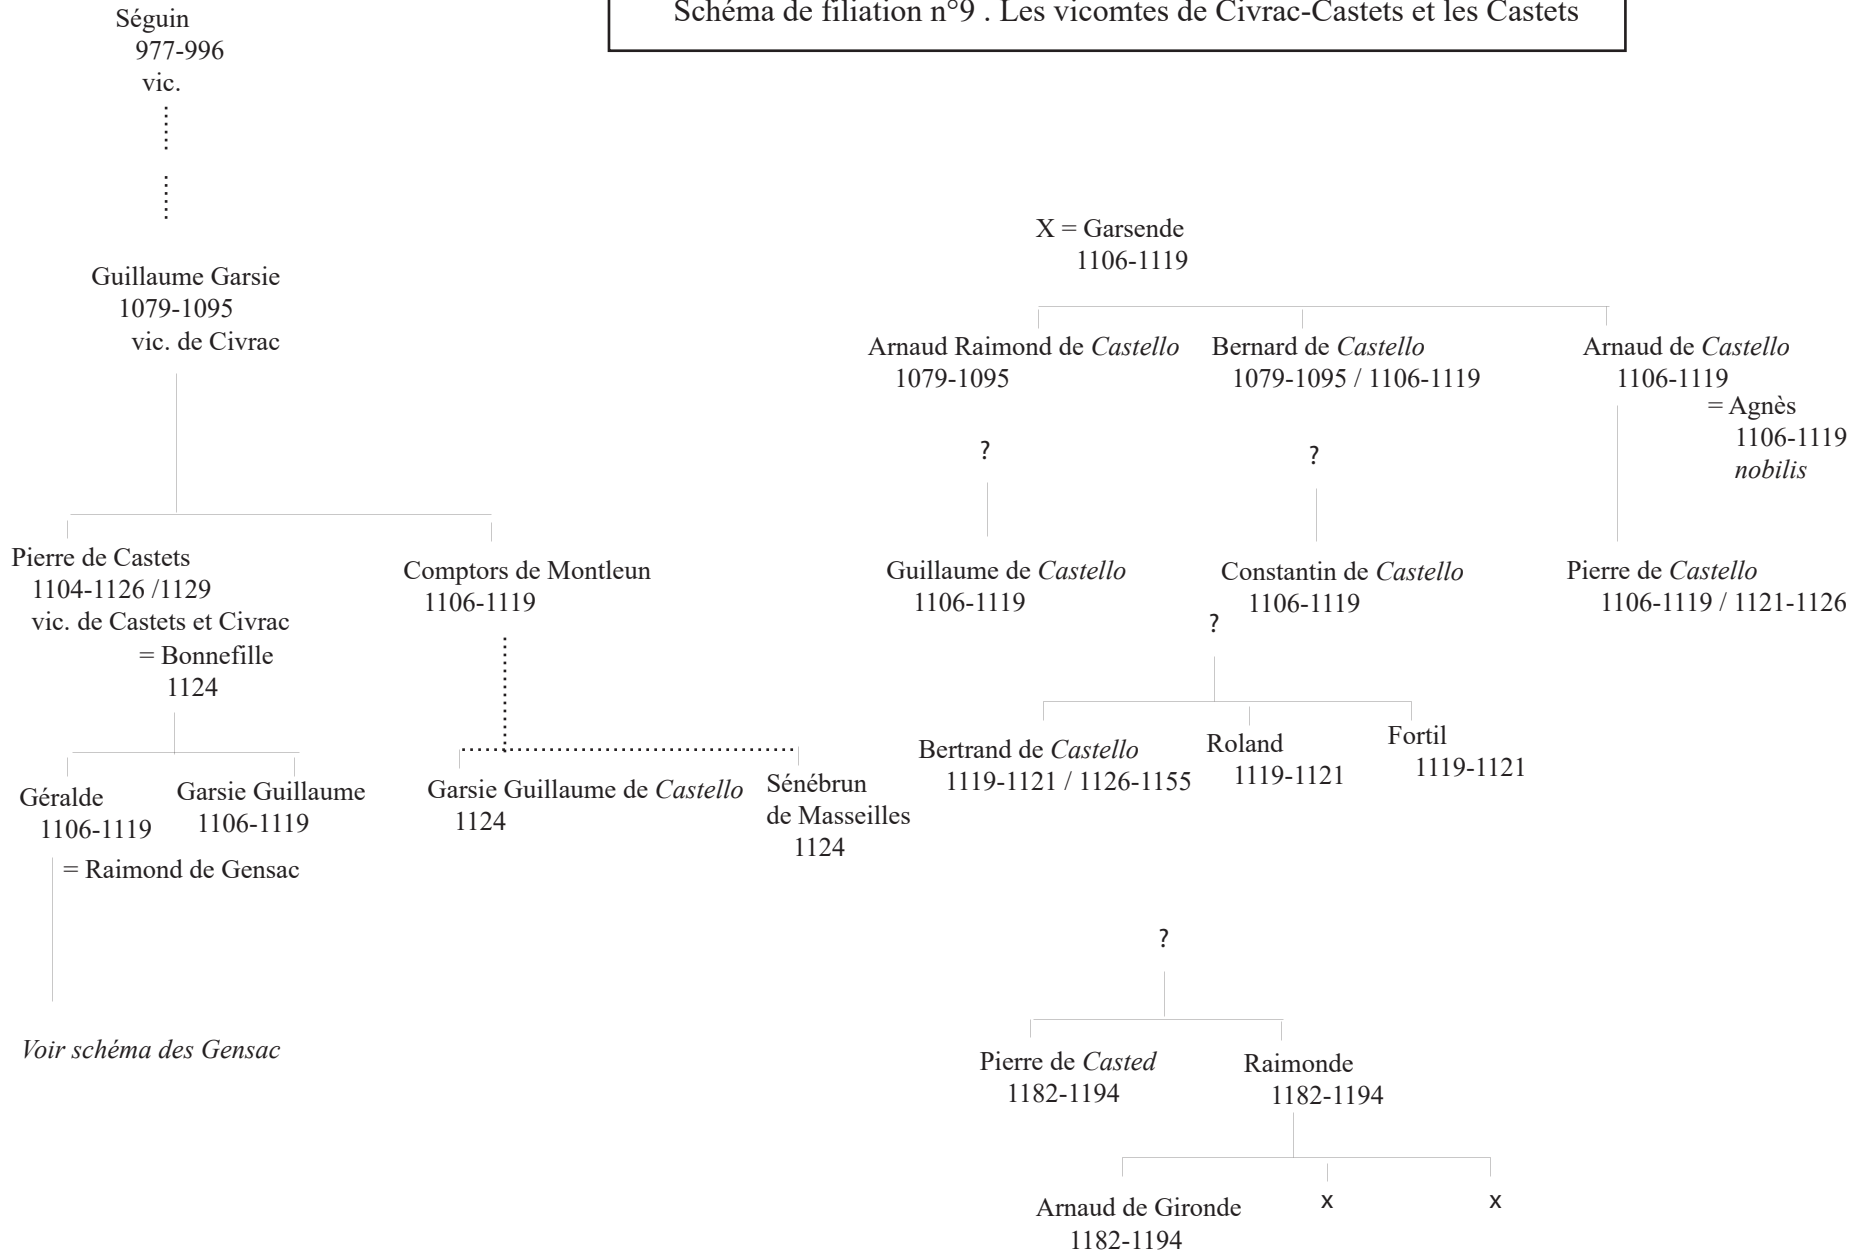 Schéma de filiation n°9 . Les vicomtes de Civrac-Castets et les Castets
Séguin
977-996
vic.
Guillaume Garsie
1079-1095
vic. de Civrac
Pierre de Castets
1104-1126 /1129
vic. de Castets et Civrac
= Bonnefille
1124
Comptors de Montleun
1106-1119
Géralde
1106-1119
= Raimond de Gensac
Garsie Guillaume
1106-1119
Voir schéma des Gensac
Garsie Guillaume de Castello
1124
Sénébrun
de Masseilles
1124
X = Garsende
1106-1119
Arnaud Raimond de Castello
1079-1095
Bernard de Castello
1079-1095 / 1106-1119
Arnaud de Castello
1106-1119
= Agnès
1106-1119
nobilis
?
?
Guillaume de Castello
1106-1119
Constantin de Castello
1106-1119
Pierre de Castello
1106-1119 / 1121-1126
?
Bertrand de Castello
1119-1121 / 1126-1155
Roland
1119-1121
Fortil
1119-1121
?
Pierre de Casted
1182-1194
Raimonde
1182-1194
Arnaud de Gironde
1182-1194
x
x